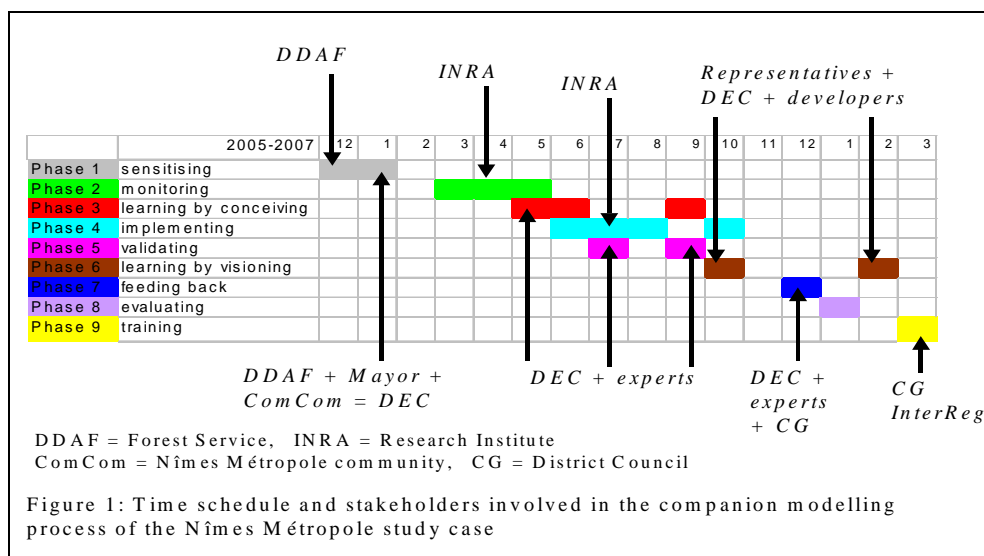 DDAF
INRA
INRA
Representatives +
DEC + developers
2005-2007 12 1 2 3 4 5 6 7 8 9 10 11 12 1 2 3
Phase 1 sensitising
Phase 2 monitoring
Phase 3 learning by conceiving
Phase 4 implementing
Phase 5 validating
Phase 6 learning by visioning
Phase 7 feeding back
Phase 8 evaluating
Phase 9 training
DDAF + Mayor +
ComCom = DEC
DEC + experts
DEC +
experts
+ CG
CG
InterReg
DDAF = Forest Service, INRA = Research Institute
ComCom = Nîmes Métropole community, CG = District Council
Figure 1: Time schedule and stakeholders involved in the companion modelling
process of the Nîmes Métropole study case